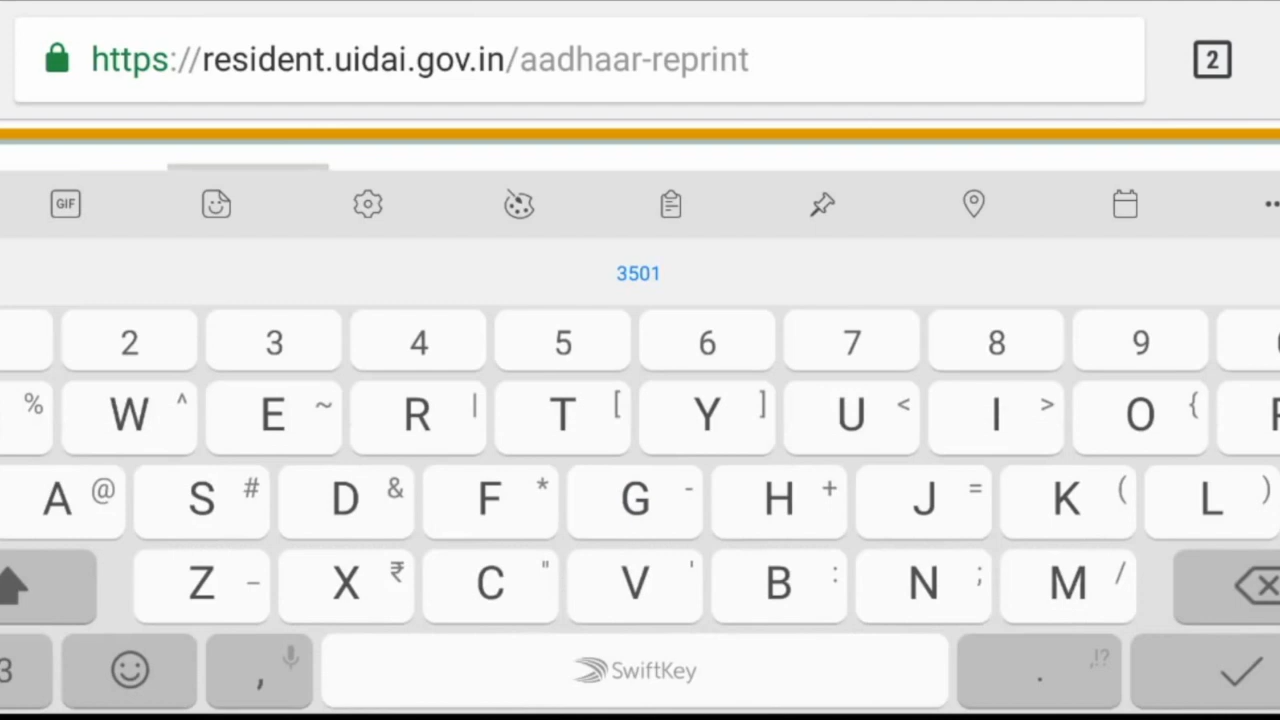 https://resident.uidai.gov.in/aadhaar-reprint 2
GIF
3501
2 3 4 5 6 7 8 9
% W ^ E ~ R | T [ Y ] U < I > O {
A @ S # D & F * G - H + J = K ( L )
Z _ X ₹ C " V ' B : N ; M /
3 , SwiftKey . ,!?